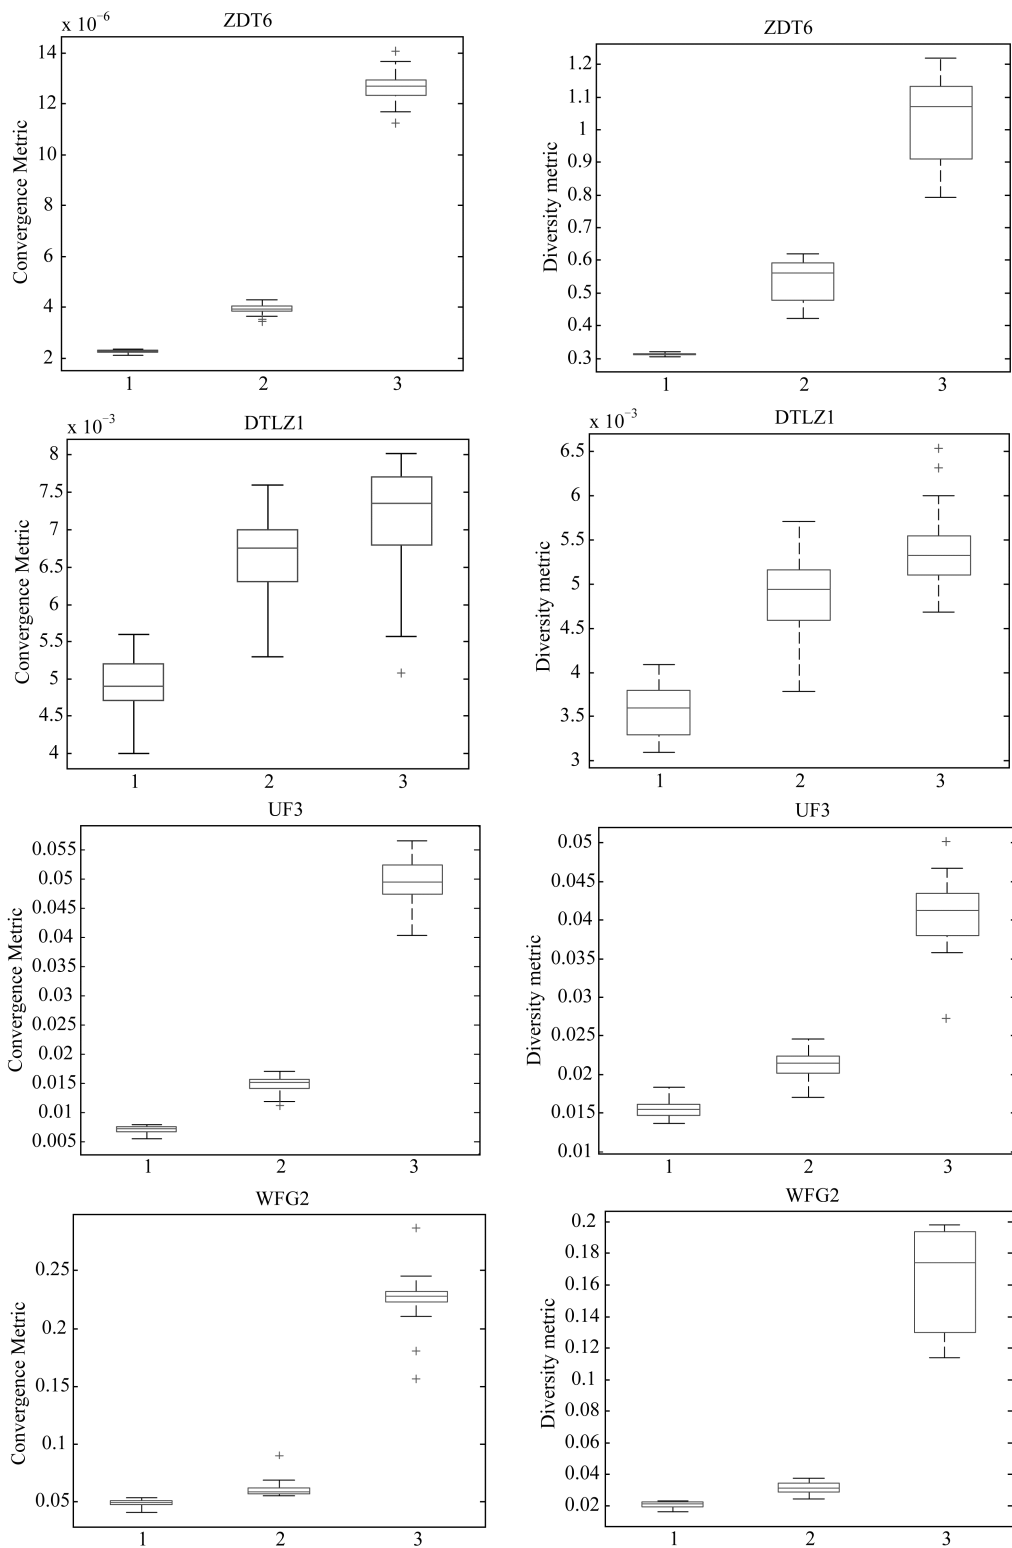 ZDT6
x 10⁻⁶
14
12
10
8
6
4
2
Convergence Metric
1 2 3
ZDT6
1.2
1.1
1
0.9
0.8
0.7
0.6
0.5
0.4
0.3
Diversity metric
1 2 3
DTLZ1
x 10⁻³
8
7.5
7
6.5
6
5.5
5
4.5
4
Convergence Metric
1 2 3
DTLZ1
x 10⁻³
6.5
6
5.5
5
4.5
4
3.5
3
Diversity metric
1 2 3
UF3
0.055
0.05
0.045
0.04
0.035
0.03
0.025
0.02
0.015
0.01
0.005
Convergence Metric
1 2 3
UF3
0.05
0.045
0.04
0.035
0.03
0.025
0.02
0.015
0.01
Diversity metric
1 2 3
WFG2
0.25
0.2
0.15
0.1
0.05
Convergence Metric
1 2 3
WFG2
0.2
0.18
0.16
0.14
0.12
0.1
0.08
0.06
0.04
0.02
Diversity metric
1 2 3